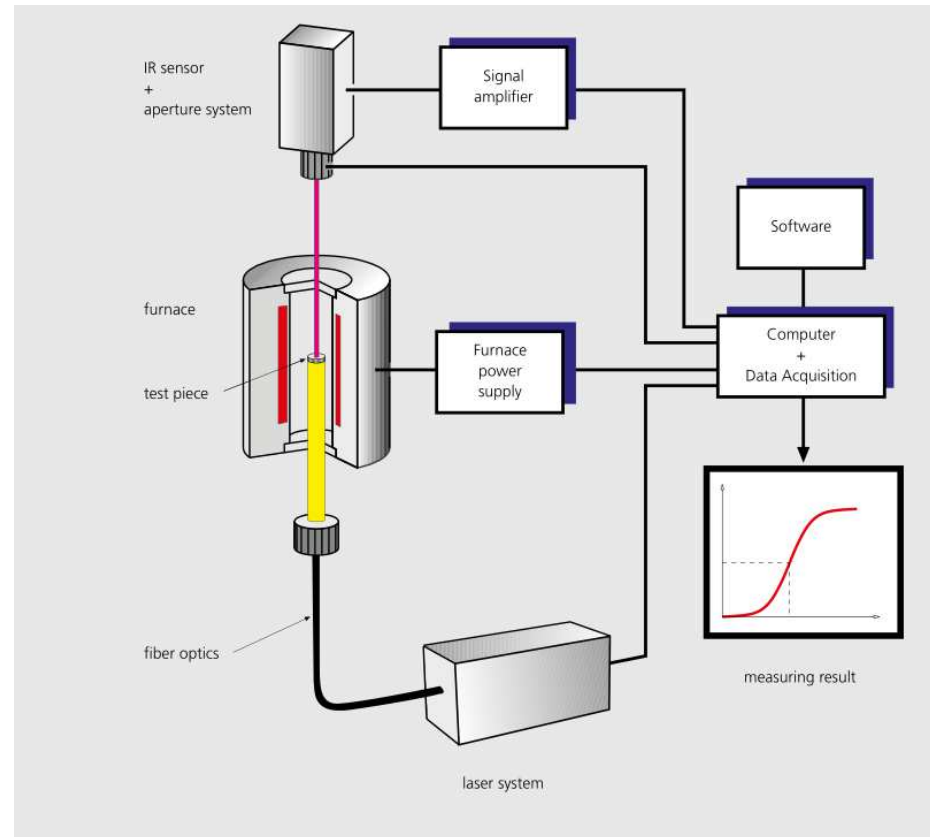 IR sensor
+
aperture system
Signal
amplifier
Software
furnace
Computer
+
Data Acquisition
Furnace
power
supply
test piece
fiber optics
measuring result
laser system